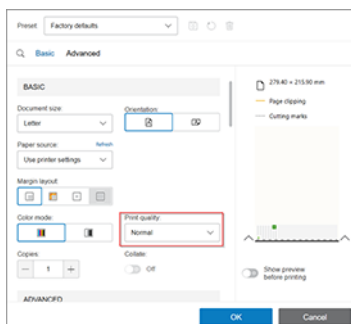 Preset: Factory defaults
Basic Advanced
BASIC
Document size: Orientation:
Letter
Paper source: Refresh
Use printer settings
Margin layout:
Color mode: Print quality:
Normal
Copies: Collate:
1 Off
ADVANCED
279.40 × 215.90 mm
Page clipping
Cutting marks
Show preview
before printing
OK Cancel